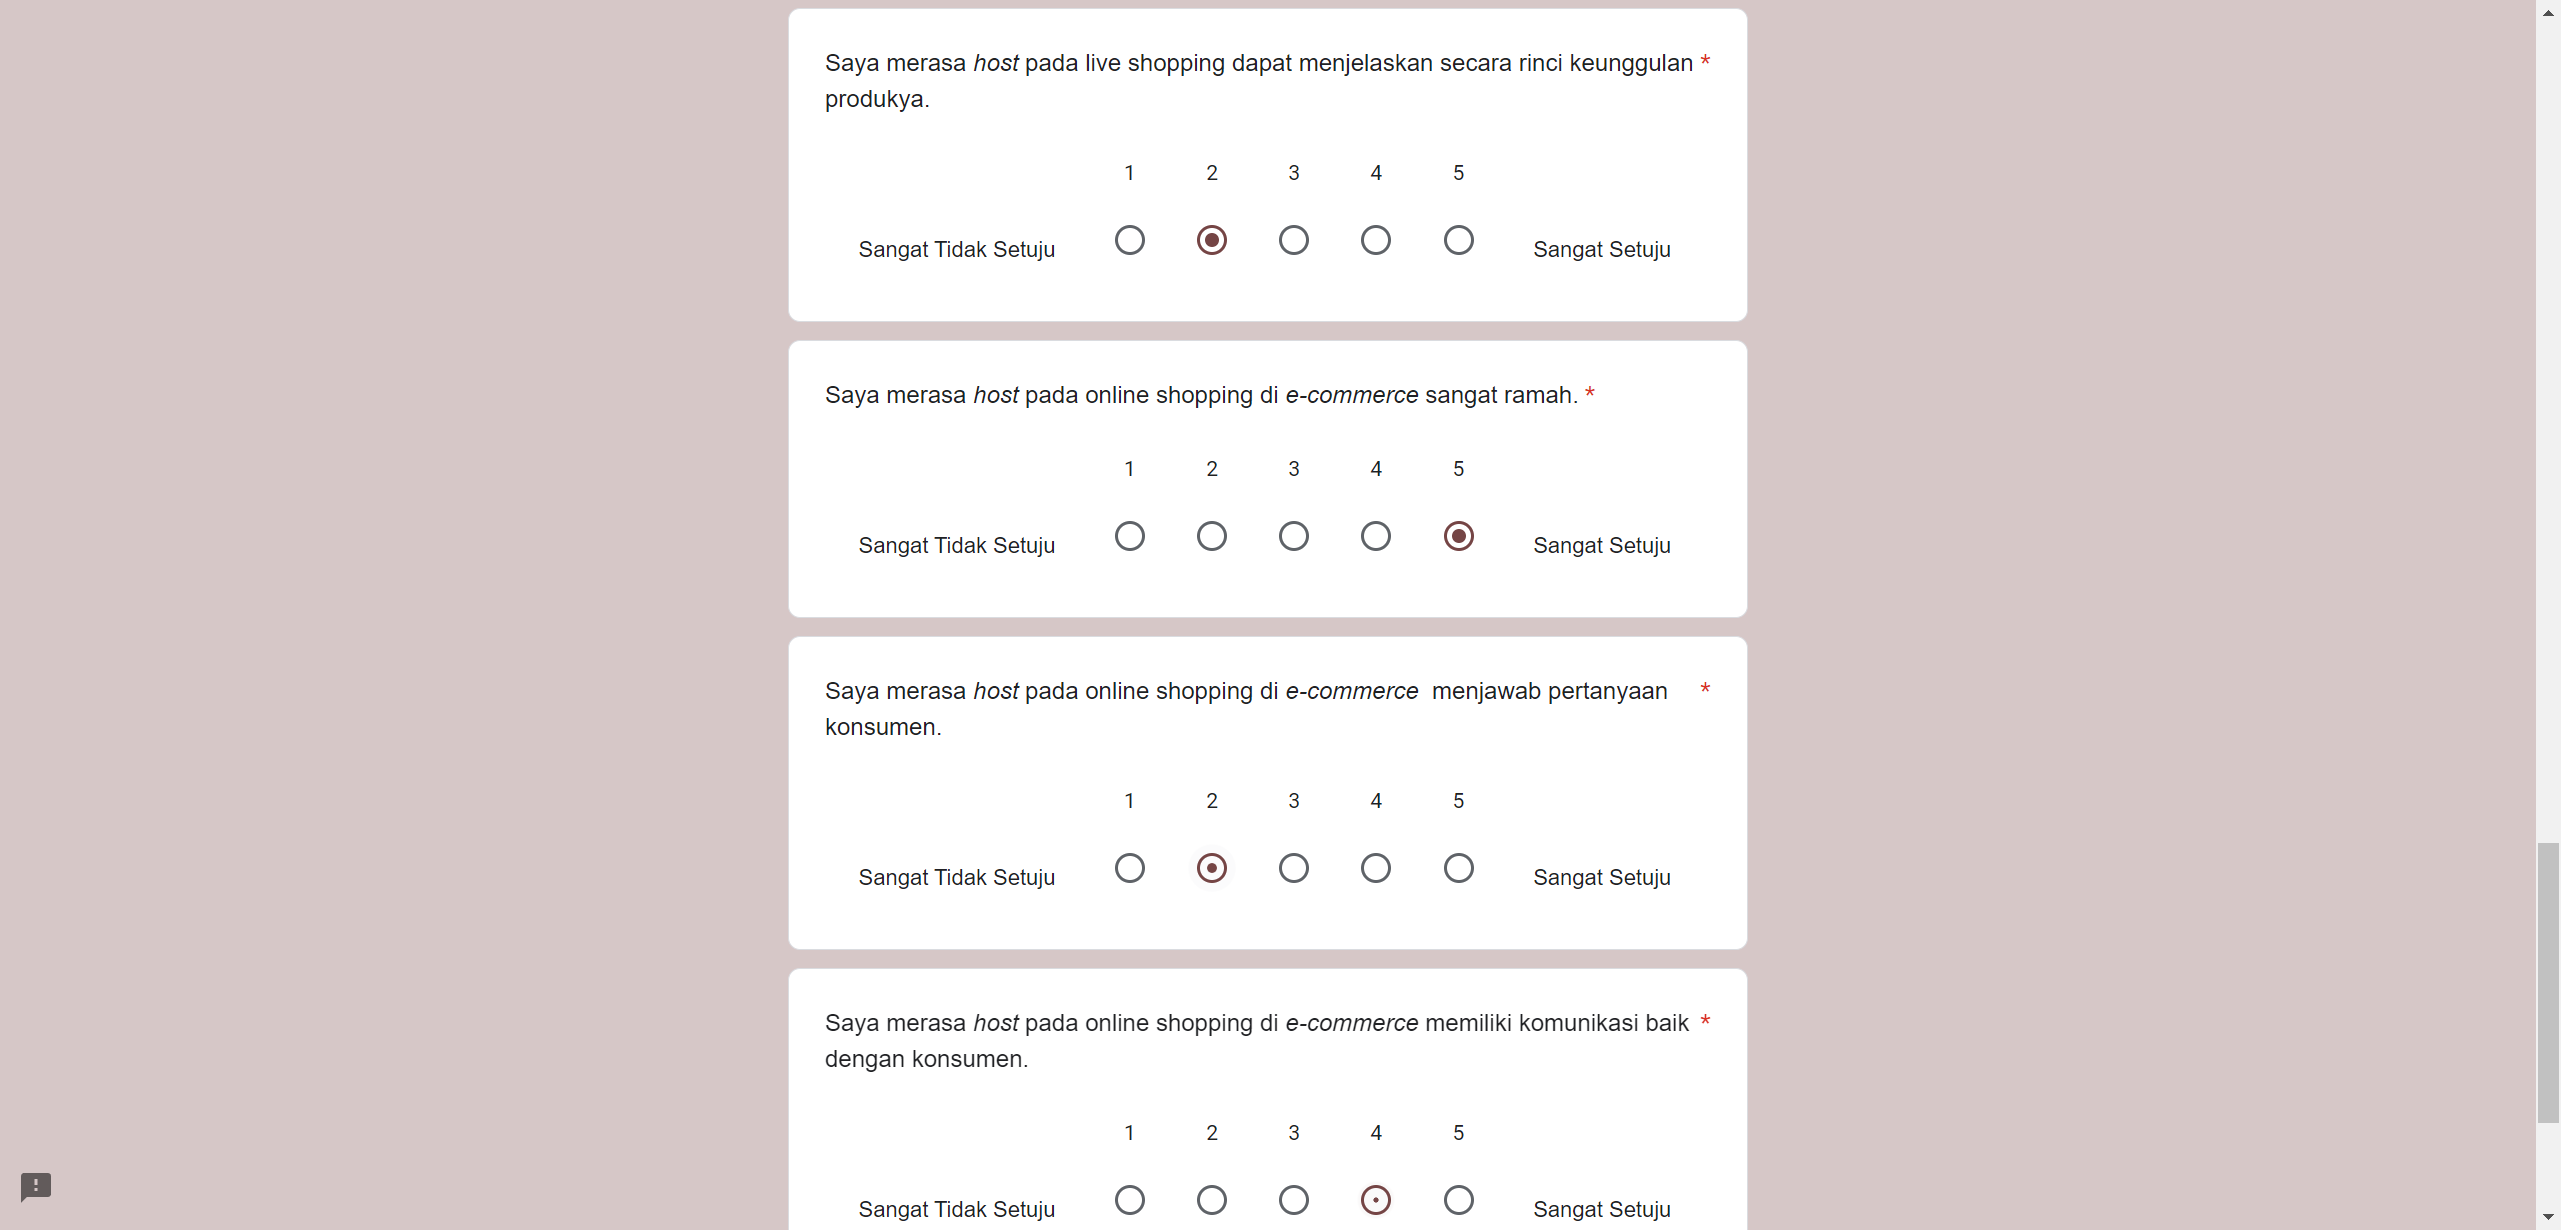 Saya merasa host pada live shopping dapat menjelaskan secara rinci keunggulan *
produkya.
1 2 3 4 5
Sangat Tidak Setuju Sangat Setuju
Saya merasa host pada online shopping di e-commerce sangat ramah. *
1 2 3 4 5
Sangat Tidak Setuju Sangat Setuju
Saya merasa host pada online shopping di e-commerce  menjawab pertanyaan *
konsumen.
1 2 3 4 5
Sangat Tidak Setuju Sangat Setuju
Saya merasa host pada online shopping di e-commerce memiliki komunikasi baik *
dengan konsumen.
1 2 3 4 5
Sangat Tidak Setuju Sangat Setuju